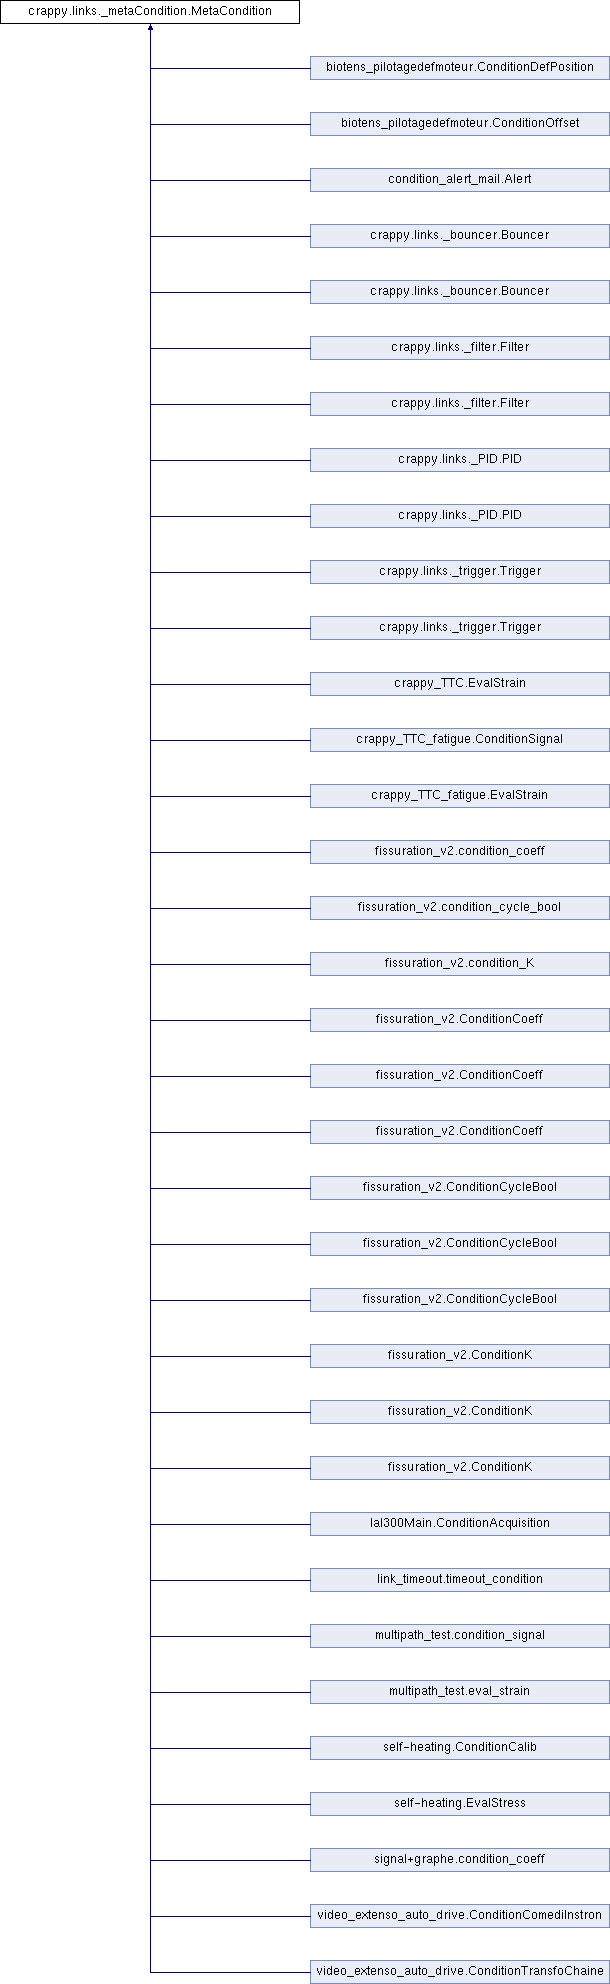 crappy.links._metaCondition.MetaCondition
biotens_pilotagedefmoteur.ConditionDefPosition
biotens_pilotagedefmoteur.ConditionOffset
condition_alert_mail.Alert
crappy.links._bouncer.Bouncer
crappy.links._bouncer.Bouncer
crappy.links._filter.Filter
crappy.links._filter.Filter
crappy.links._PID.PID
crappy.links._PID.PID
crappy.links._trigger.Trigger
crappy.links._trigger.Trigger
crappy_TTC.EvalStrain
crappy_TTC_fatigue.ConditionSignal
crappy_TTC_fatigue.EvalStrain
fissuration_v2.condition_coeff
fissuration_v2.condition_cycle_bool
fissuration_v2.condition_K
fissuration_v2.ConditionCoeff
fissuration_v2.ConditionCoeff
fissuration_v2.ConditionCoeff
fissuration_v2.ConditionCycleBool
fissuration_v2.ConditionCycleBool
fissuration_v2.ConditionCycleBool
fissuration_v2.ConditionK
fissuration_v2.ConditionK
fissuration_v2.ConditionK
lal300Main.ConditionAcquisition
link_timeout.timeout_condition
multipath_test.condition_signal
multipath_test.eval_strain
self-heating.ConditionCalib
self-heating.EvalStress
signal+graphe.condition_coeff
video_extenso_auto_drive.ConditionComediInstron
video_extenso_auto_drive.ConditionTransfoChaine